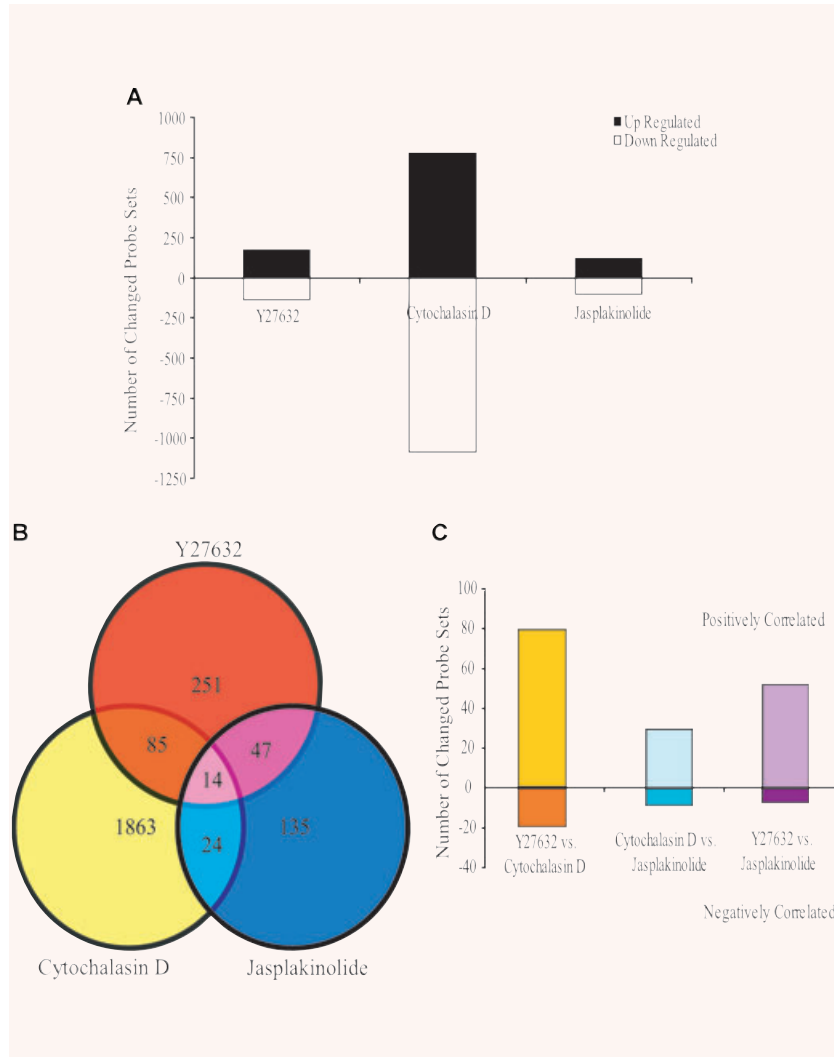 A
1000
750
500
250
0
-250
-500
-750
-1000
-1250
Number of Changed Probe Sets
Up Regulated
Down Regulated
Y27632
Cytochalasin D
Jasplakinolide
B
Y27632
251
85
47
14
1863
24
135
Cytochalasin D
Jasplakinolide
C
100
80
60
40
20
0
-20
-40
Number of Changed Probe Sets
Positively Correlated
Y27632 vs.
Cytochalasin D
Cytochalasin D vs.
Jasplakinolide
Y27632 vs.
Jasplakinolide
Negatively Correlated